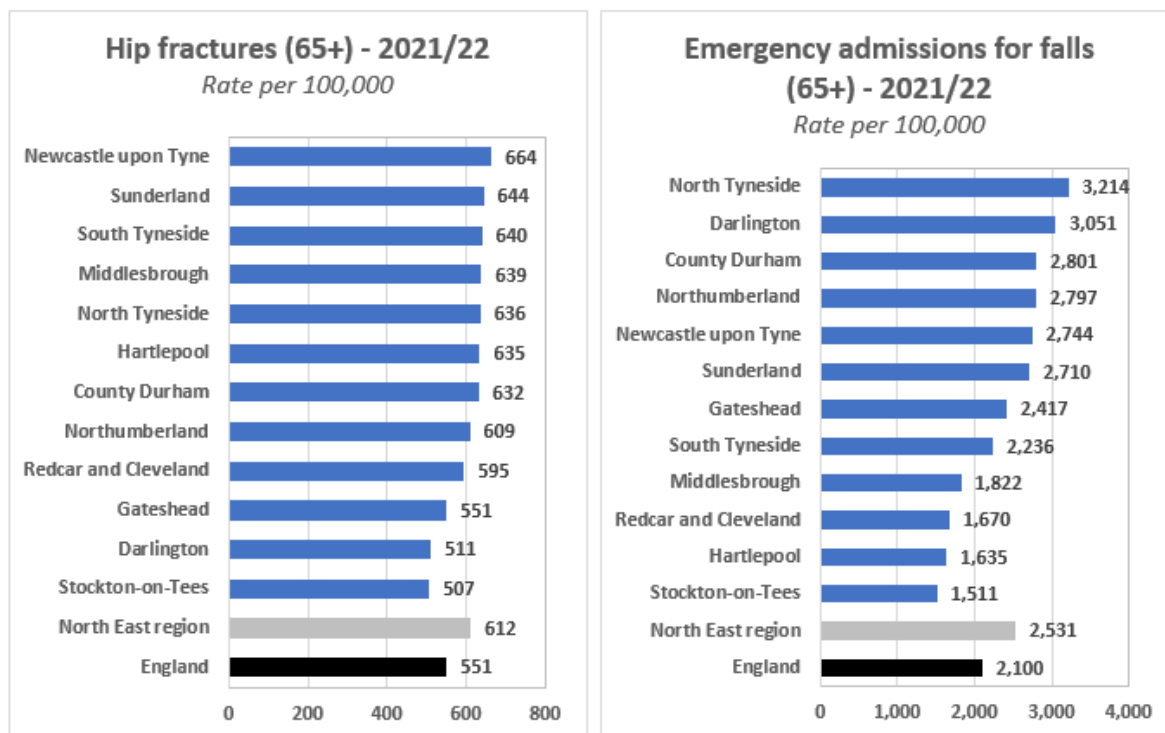 Hip fractures (65+) - 2021/22
Rate per 100,000
Newcastle upon Tyne 664
Sunderland 644
South Tyneside 640
Middlesbrough 639
North Tyneside 636
Hartlepool 635
County Durham 632
Northumberland 609
Redcar and Cleveland 595
Gateshead 551
Darlington 511
Stockton-on-Tees 507
North East region 612
England 551
0 200 400 600 800
Emergency admissions for falls
(65+) - 2021/22
Rate per 100,000
North Tyneside 3,214
Darlington 3,051
County Durham 2,801
Northumberland 2,797
Newcastle upon Tyne 2,744
Sunderland 2,710
Gateshead 2,417
South Tyneside 2,236
Middlesbrough 1,822
Redcar and Cleveland 1,670
Hartlepool 1,635
Stockton-on-Tees 1,511
North East region 2,531
England 2,100
0 1,000 2,000 3,000 4,000